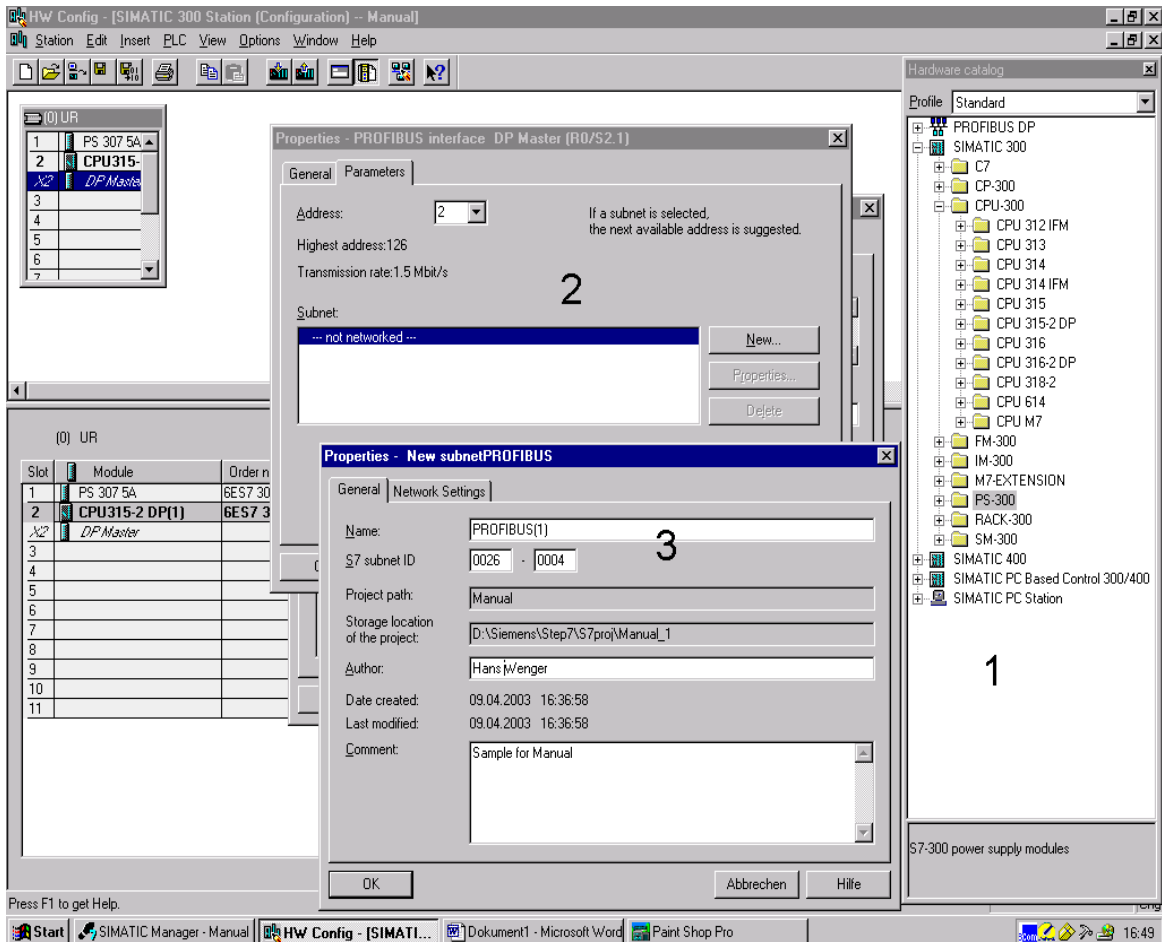 HW Config - [SIMATIC 300 Station (Configuration) -- Manual]
Station Edit Insert PLC View Options Window Help
(0) UR
1 PS 307 5A
2 CPU315-
X2 DP Master
3
4
5
6
7
Properties - PROFIBUS interface DP Master (R0/S2.1)
General Parameters
Address: 2
If a subnet is selected,
the next available address is suggested.
Highest address:126
Transmission rate:1.5 Mbit/s
2
Subnet:
--- not networked ---
New...
Properties...
Delete
(0) UR
Slot Module Order n
1 PS 307 5A 6ES7 30
2 CPU315-2 DP(1) 6ES7 3
X2 DP Master
3
4
5
6
7
8
9
10
11
Properties - New subnetPROFIBUS
General Network Settings
Name: PROFIBUS(1)
3
S7 subnet ID 0026 - 0004
Project path: Manual
Storage location
of the project: D:\Siemens\Step7\S7proj\Manual_1
Author: Hans Wenger
Date created: 09.04.2003 16:36:58
Last modified: 09.04.2003 16:36:58
Comment: Sample for Manual
OK Abbrechen Hilfe
Hardware catalog
Profile Standard
PROFIBUS DP
SIMATIC 300
C7
CP-300
CPU-300
CPU 312 IFM
CPU 313
CPU 314
CPU 314 IFM
CPU 315
CPU 315-2 DP
CPU 316
CPU 316-2 DP
CPU 318-2
CPU 614
CPU M7
FM-300
IM-300
M7-EXTENSION
PS-300
RACK-300
SM-300
SIMATIC 400
SIMATIC PC Based Control 300/400
SIMATIC PC Station
1
S7-300 power supply modules
Press F1 to get Help.
Start SIMATIC Manager - Manual HW Config - [SIMATI... Dokument1 - Microsoft Word Paint Shop Pro 16:49